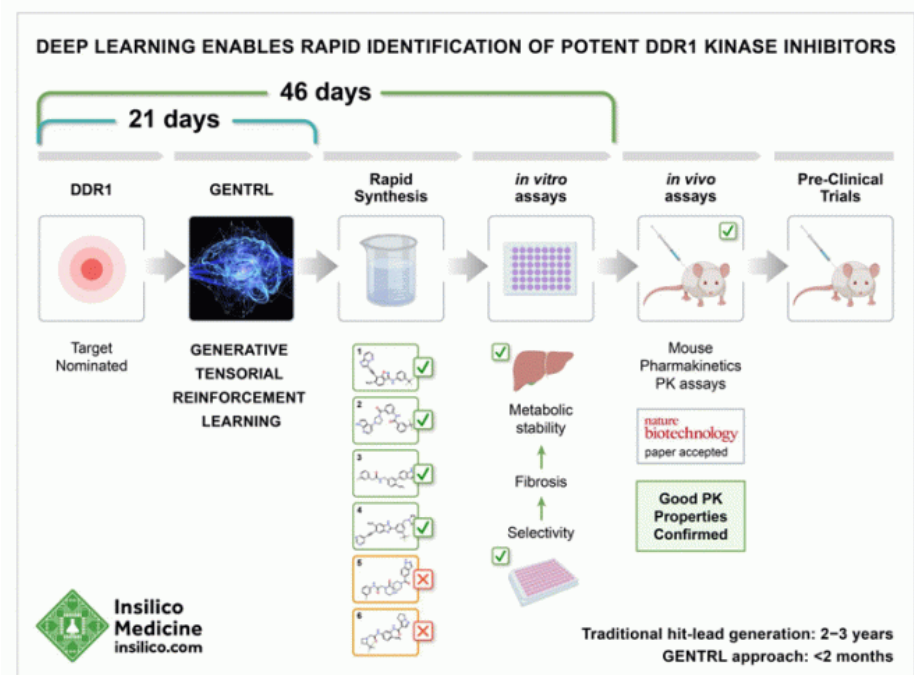 DEEP LEARNING ENABLES RAPID IDENTIFICATION OF POTENT DDR1 KINASE INHIBITORS
46 days
21 days
DDR1
GENTRL
Rapid
Synthesis
in vitro
assays
in vivo
assays
Pre-Clinical
Trials
Target
Nominated
GENERATIVE
TENSORIAL
REINFORCEMENT
LEARNING
1
2
3
4
5
6
Metabolic
stability
Fibrosis
Selectivity
Mouse
Pharmakinetics
PK assays
nature
biotechnology
paper accepted
Good PK
Properties
Confirmed
Insilico
Medicine
insilico.com
Traditional hit-lead generation: 2–3 years
GENTRL approach: <2 months